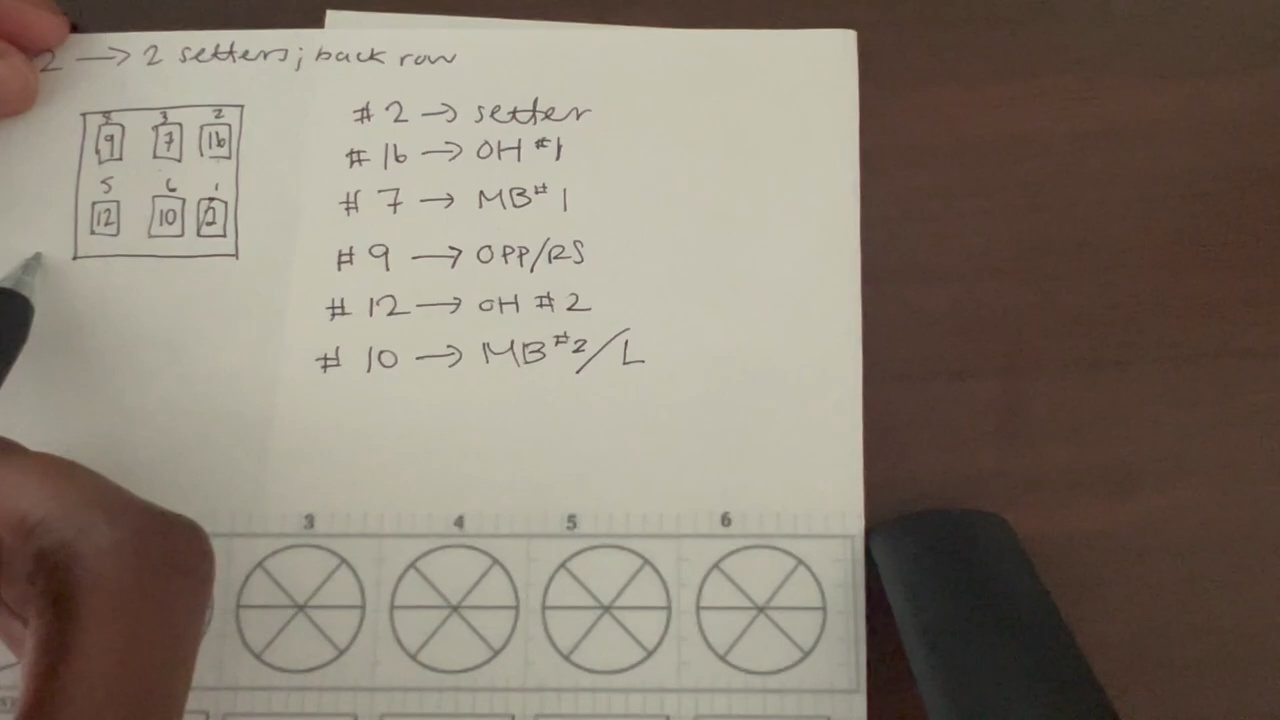 2 → 2 setters; back row
4 3 2
9 7 16
5 6 1
12 10 2
# 2 → setter
# 16 → OH #1
# 7 → MB #1
# 9 → OPP/RS
# 12 → OH #2
# 10 → MB #2/L
3 4 5 6